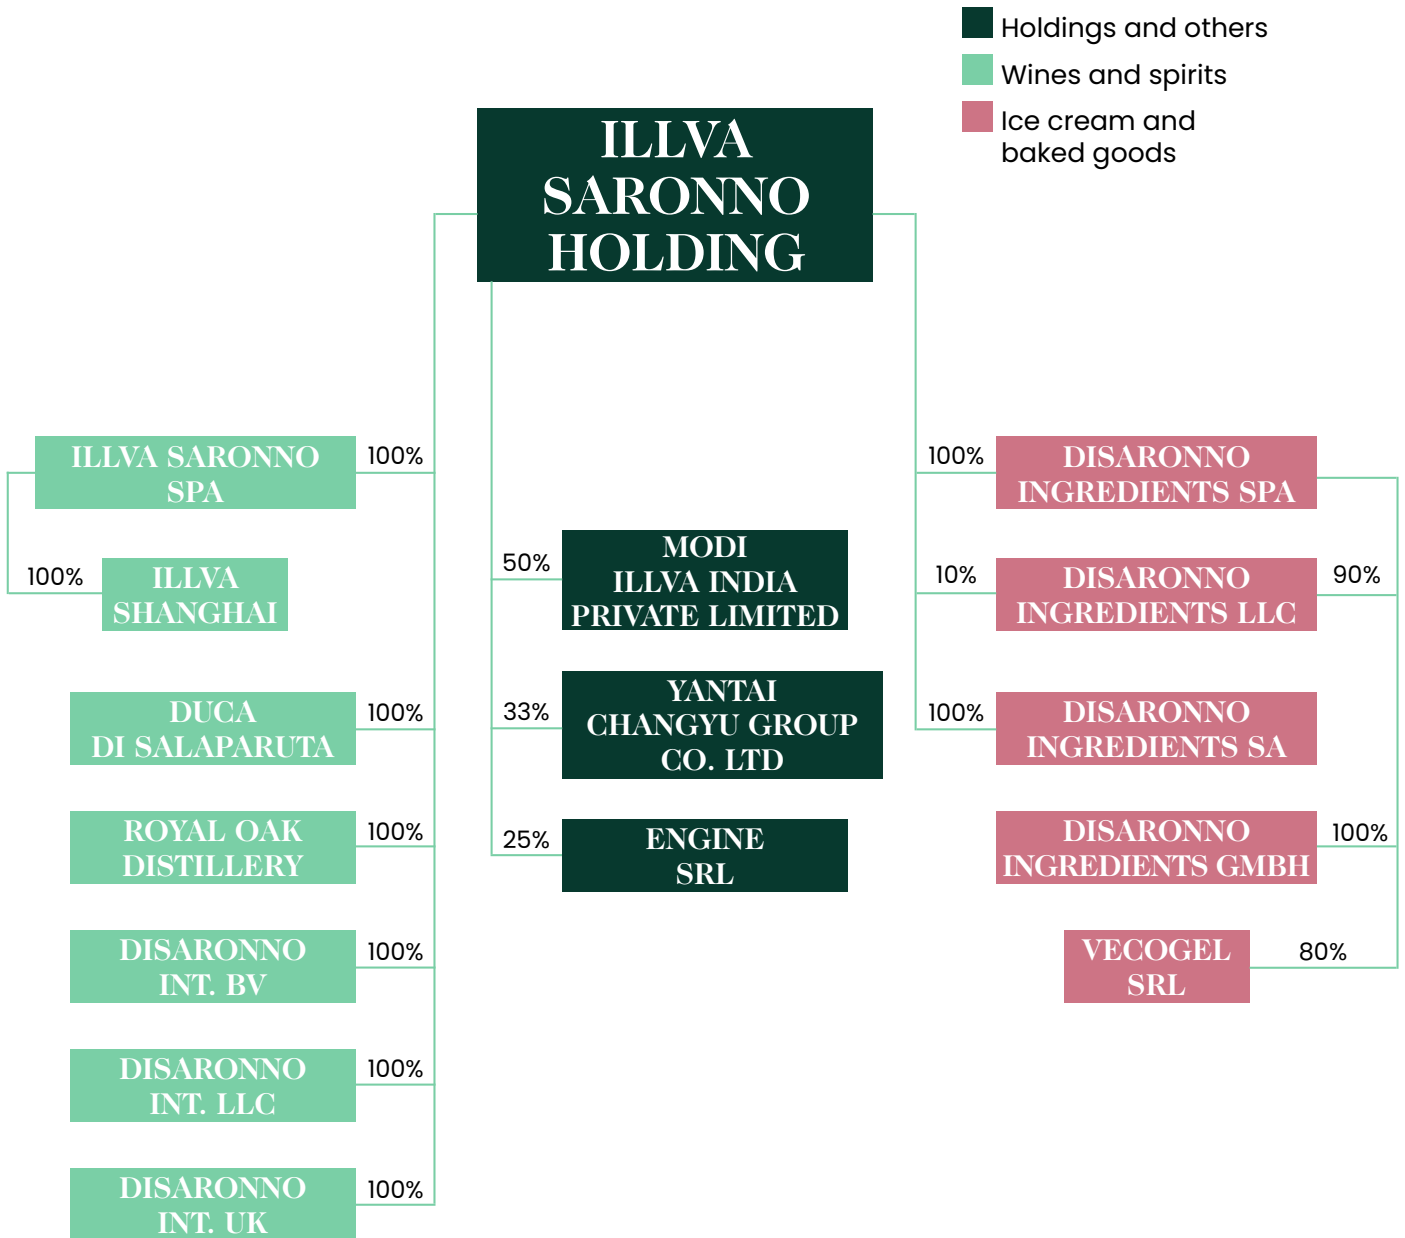 Holdings and others
Wines and spirits
Ice cream and
baked goods
ILLVA
SARONNO
HOLDING
ILLVA SARONNO
SPA
100%
100%
ILLVA
SHANGHAI
DUCA
DI SALAPARUTA
100%
ROYAL OAK
DISTILLERY
100%
DISARONNO
INT. BV
100%
DISARONNO
INT. LLC
100%
DISARONNO
INT. UK
100%
50%
MODI
ILLVA INDIA
PRIVATE LIMITED
33%
YANTAI
CHANGYU GROUP
CO. LTD
25%
ENGINE
SRL
100%
DISARONNO
INGREDIENTS SPA
10%
DISARONNO
INGREDIENTS LLC
90%
100%
DISARONNO
INGREDIENTS SA
DISARONNO
INGREDIENTS GMBH
100%
VECOGEL
SRL
80%